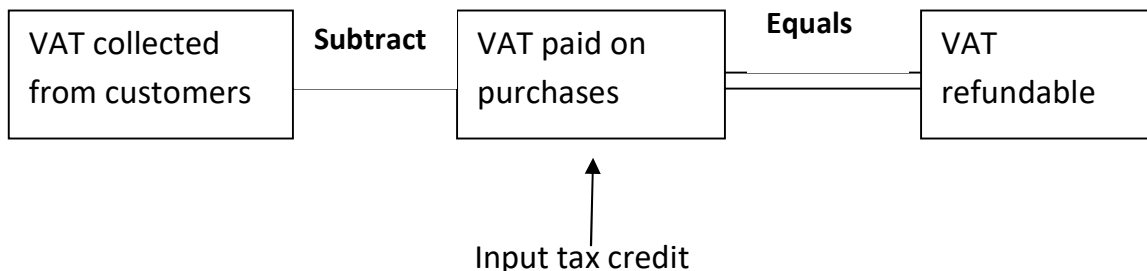 VAT collected
from customers
Subtract
VAT paid on
purchases
Equals
VAT
refundable
Input tax credit